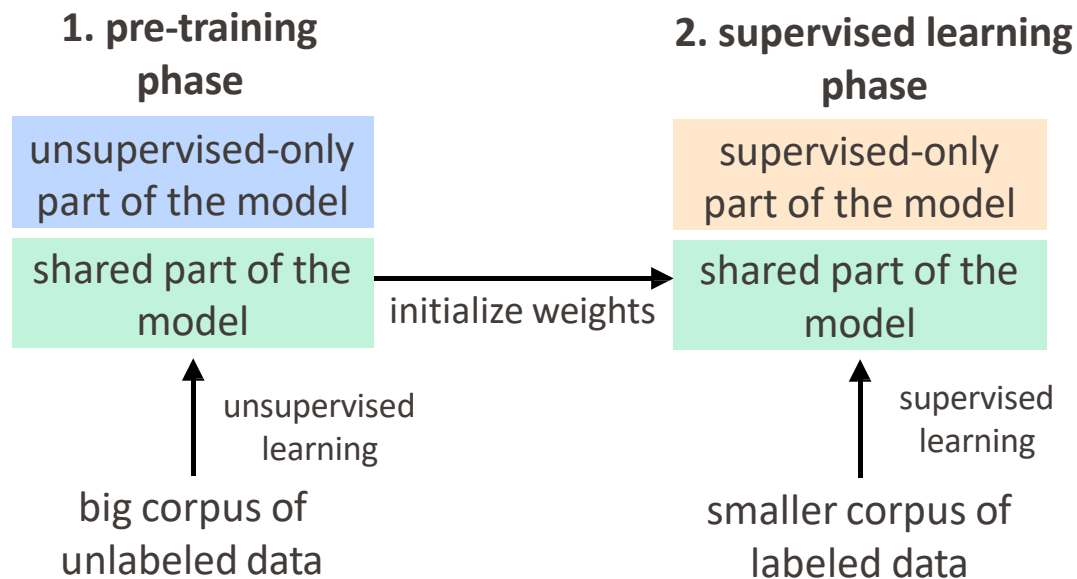 1. pre-training
phase
unsupervised-only
part of the model
shared part of the
model
unsupervised
learning
big corpus of
unlabeled data
initialize weights
2. supervised learning
phase
supervised-only
part of the model
shared part of the
model
supervised
learning
smaller corpus of
labeled data